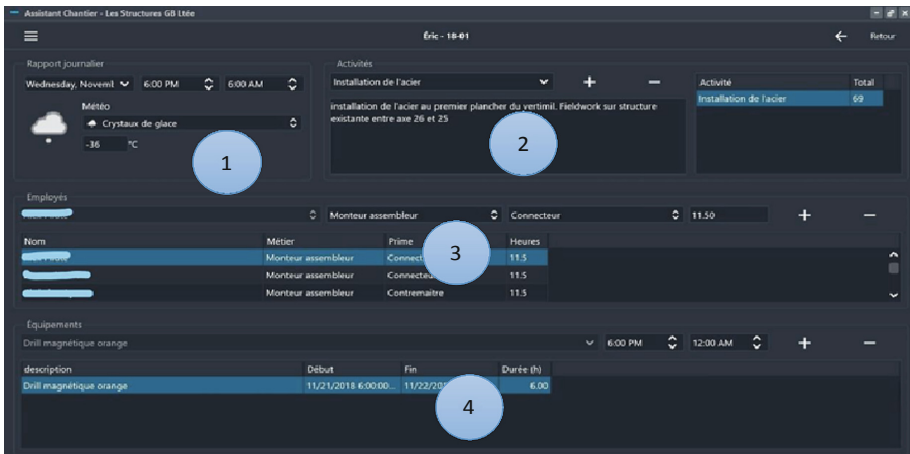 Assistant Chantier - Les Structures GB Ltée
Éric - 18-01
Retour
Rapport journalier
Wednesday, Novemb
6:00 PM
6:00 AM
Météo
Crystaux de glace
-36 °C
1
Activités
Installation de l'acier
installation de l'acier au premier plancher du vertimil. Fieldwork sur structure
existante entre axe 26 et 25
2
Activité Total
Installation de l'acier 69
Employés
Monteur assembleur Connecteur 11.50
Nom Métier Prime Heures
Monteur assembleur Connect 11.5
Monteur assembleur Connecteu 11.5
Monteur assembleur Contremaitre 11.5
3
Equipements
Drill magnétique orange 6:00 PM 12:00 AM
description Début Fin Durée (h)
Drill magnétique orange 11/21/2018 6:00:00... 11/22/20 6.00
4